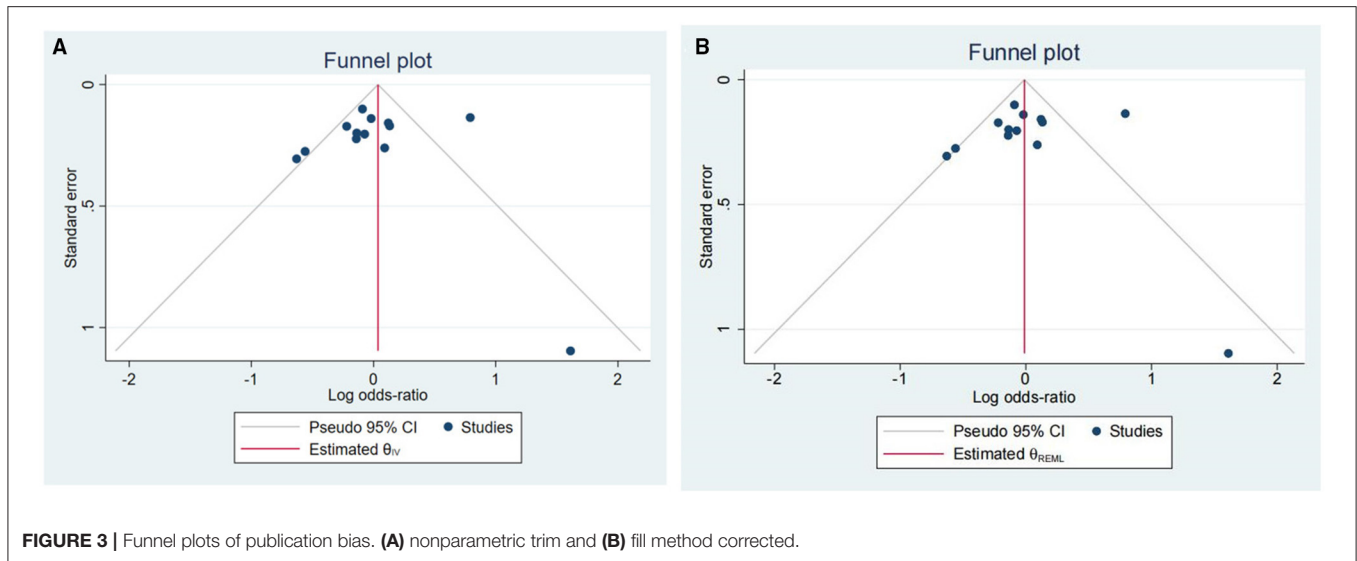 A
Funnel plot
0
.5
1
Standard error
-2 -1 0 1 2
Log odds-ratio
Pseudo 95% CI Studies
Estimated θIV
B
Funnel plot
0
.5
1
Standard error
-2 -1 0 1 2
Log odds-ratio
Pseudo 95% CI Studies
Estimated θREML
FIGURE 3 | Funnel plots of publication bias. (A) nonparametric trim and (B) fill method corrected.